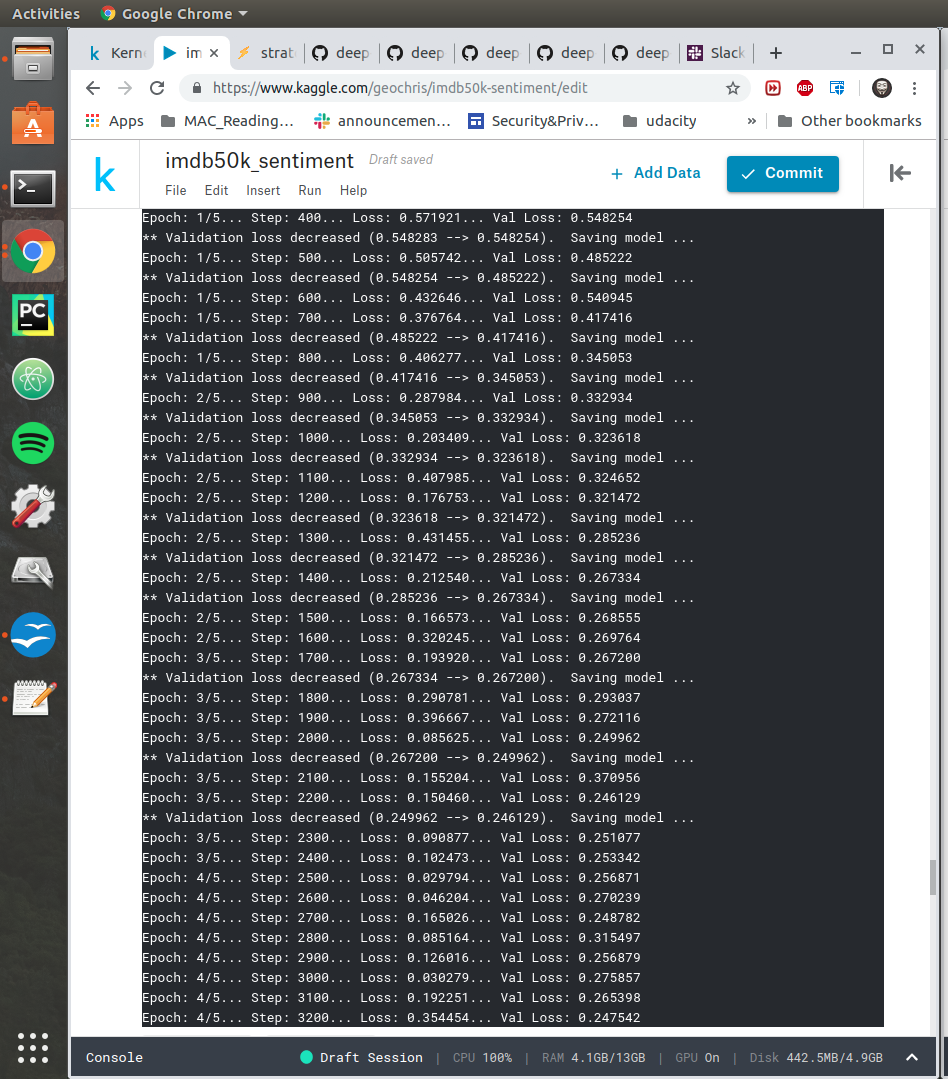 Activities Google Chrome
k Kern im strat deep deep deep deep deep Slack
https://www.kaggle.com/geochris/imdb50k-sentiment/edit ABP
Apps MAC_Reading... announcemen... Security&Priv... udacity » Other bookmarks
k imdb50k_sentiment Draft saved + Add Data Commit
File Edit Insert Run Help
Epoch: 1/5... Step: 400... Loss: 0.571921... Val Loss: 0.548254
** Validation loss decreased (0.548283 --> 0.548254).  Saving model ...
Epoch: 1/5... Step: 500... Loss: 0.505742... Val Loss: 0.485222
** Validation loss decreased (0.548254 --> 0.485222).  Saving model ...
Epoch: 1/5... Step: 600... Loss: 0.432646... Val Loss: 0.540945
Epoch: 1/5... Step: 700... Loss: 0.376764... Val Loss: 0.417416
** Validation loss decreased (0.485222 --> 0.417416).  Saving model ...
Epoch: 1/5... Step: 800... Loss: 0.406277... Val Loss: 0.345053
** Validation loss decreased (0.417416 --> 0.345053).  Saving model ...
Epoch: 2/5... Step: 900... Loss: 0.287984... Val Loss: 0.332934
** Validation loss decreased (0.345053 --> 0.332934).  Saving model ...
Epoch: 2/5... Step: 1000... Loss: 0.203409... Val Loss: 0.323618
** Validation loss decreased (0.332934 --> 0.323618).  Saving model ...
Epoch: 2/5... Step: 1100... Loss: 0.407985... Val Loss: 0.324652
Epoch: 2/5... Step: 1200... Loss: 0.176753... Val Loss: 0.321472
** Validation loss decreased (0.323618 --> 0.321472).  Saving model ...
Epoch: 2/5... Step: 1300... Loss: 0.431455... Val Loss: 0.285236
** Validation loss decreased (0.321472 --> 0.285236).  Saving model ...
Epoch: 2/5... Step: 1400... Loss: 0.212540... Val Loss: 0.267334
** Validation loss decreased (0.285236 --> 0.267334).  Saving model ...
Epoch: 2/5... Step: 1500... Loss: 0.166573... Val Loss: 0.268555
Epoch: 2/5... Step: 1600... Loss: 0.320245... Val Loss: 0.269764
Epoch: 3/5... Step: 1700... Loss: 0.193920... Val Loss: 0.267200
** Validation loss decreased (0.267334 --> 0.267200).  Saving model ...
Epoch: 3/5... Step: 1800... Loss: 0.290781... Val Loss: 0.293037
Epoch: 3/5... Step: 1900... Loss: 0.396667... Val Loss: 0.272116
Epoch: 3/5... Step: 2000... Loss: 0.085625... Val Loss: 0.249962
** Validation loss decreased (0.267200 --> 0.249962).  Saving model ...
Epoch: 3/5... Step: 2100... Loss: 0.155204... Val Loss: 0.370956
Epoch: 3/5... Step: 2200... Loss: 0.150460... Val Loss: 0.246129
** Validation loss decreased (0.249962 --> 0.246129).  Saving model ...
Epoch: 3/5... Step: 2300... Loss: 0.090877... Val Loss: 0.251077
Epoch: 3/5... Step: 2400... Loss: 0.102473... Val Loss: 0.253342
Epoch: 4/5... Step: 2500... Loss: 0.029794... Val Loss: 0.256871
Epoch: 4/5... Step: 2600... Loss: 0.046204... Val Loss: 0.270239
Epoch: 4/5... Step: 2700... Loss: 0.165026... Val Loss: 0.248782
Epoch: 4/5... Step: 2800... Loss: 0.085164... Val Loss: 0.315497
Epoch: 4/5... Step: 2900... Loss: 0.126016... Val Loss: 0.256879
Epoch: 4/5... Step: 3000... Loss: 0.030279... Val Loss: 0.275857
Epoch: 4/5... Step: 3100... Loss: 0.192251... Val Loss: 0.265398
Epoch: 4/5... Step: 3200... Loss: 0.354454... Val Loss: 0.247542
PC
Console Draft Session | CPU 100% | RAM 4.1GB/13GB | GPU On | Disk 442.5MB/4.9GB